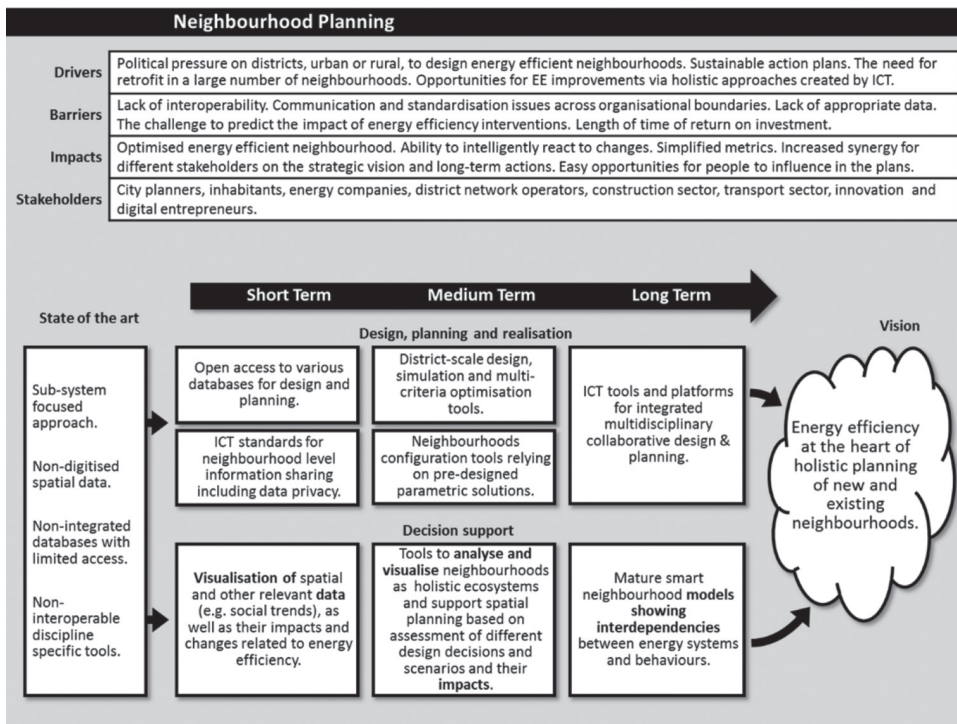 Neighbourhood Planning
Drivers
Political pressure on districts, urban or rural, to design energy efficient neighbourhoods. Sustainable action plans. The need for
retrofit in a large number of neighbourhoods. Opportunities for EE improvements via holistic approaches created by ICT.
Barriers
Lack of interoperability. Communication and standardisation issues across organisational boundaries. Lack of appropriate data.
The challenge to predict the impact of energy efficiency interventions. Length of time of return on investment.
Impacts
Optimised energy efficient neighbourhood. Ability to intelligently react to changes. Simplified metrics. Increased synergy for
different stakeholders on the strategic vision and long-term actions. Easy opportunities for people to influence in the plans.
Stakeholders
City planners, inhabitants, energy companies, district network operators, construction sector, transport sector, innovation and
digital entrepreneurs.
Short Term
Medium Term
Long Term
State of the art
Sub-system
focused
approach.
Non-digitised
spatial data.
Non-integrated
databases with
limited access.
Non-
interoperable
discipline
specific tools.
Design, planning and realisation
Open access to various
databases for design and
planning.
District-scale design,
simulation and multi-
criteria optimisation
tools.
ICT tools and platforms
for integrated
multidisciplinary
collaborative design &
planning.
ICT standards for
neighbourhood level
information sharing
including data privacy.
Neighbourhoods
configuration tools relying
on pre-designed
parametric solutions.
Decision support
Visualisation of spatial
and other relevant data
(e.g. social trends), as
well as their impacts and
changes related to energy
efficiency.
Tools to analyse and
visualise neighbourhoods
as holistic ecosystems
and support spatial
planning based on
assessment of different
design decisions and
scenarios and their
impacts.
Mature smart
neighbourhood models
showing
interdependencies
between energy systems
and behaviours.
Vision
Energy efficiency
at the heart of
holistic planning
of new and
existing
neighbourhoods.